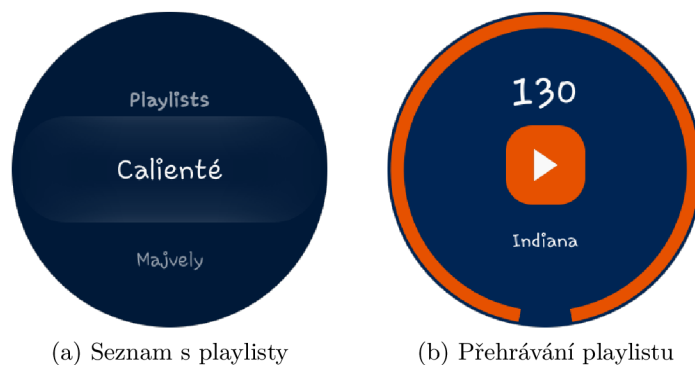 Playlists
Calienté
Majvely
(a) Seznam s playlisty
130
Indiana
(b) Přehrávání playlistu